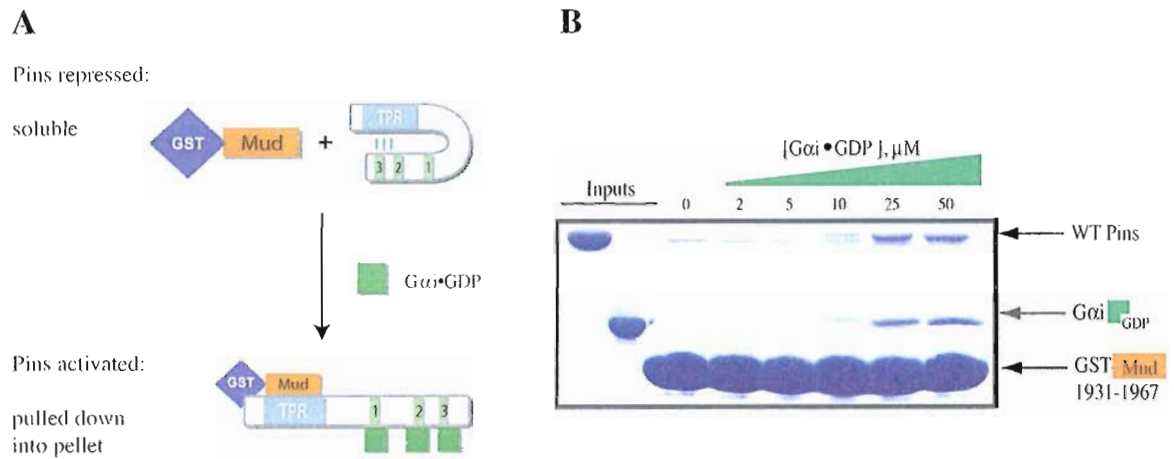 A
Pins repressed:
soluble
GST
Mud
+
TPR
3 2 1
Gαi•GDP
Pins activated:
pulled down
into pellet
GST
Mud
TPR
1 2 3
B
[Gαi•GDP], μM
Inputs
0 2 5 10 25 50
WT Pins
Gαi GDP
GST Mud
1931-1967